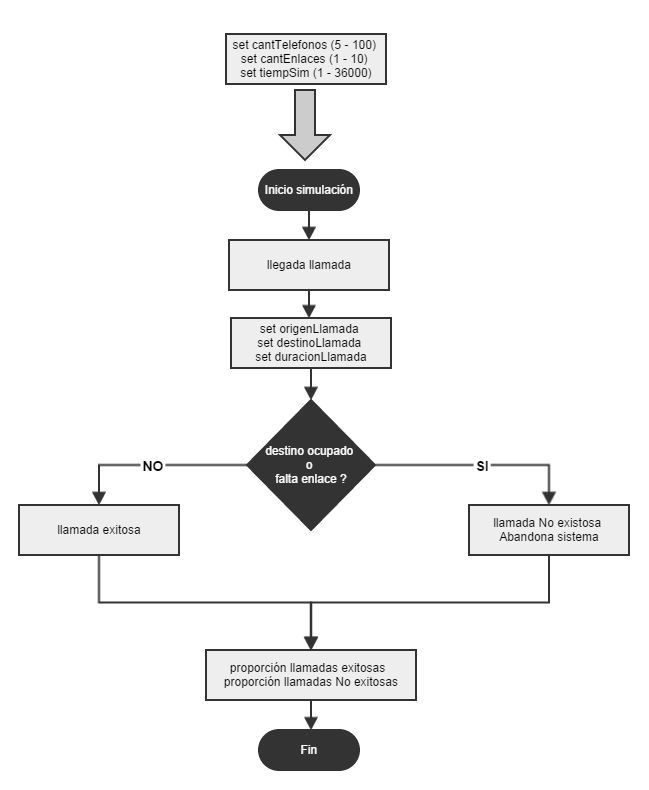 set cantTelefonos (5 - 100)
set cantEnlaces (1 - 10)
set tiempSim (1 - 36000)
Inicio simulación
llegada llamada
set origenLlamada
set destinoLlamada
set duracionLlamada
destino ocupado
o
falta enlace ?
NO
SI
llamada exitosa
llamada No existosa
Abandona sistema
proporción llamadas exitosas
proporción llamadas No exitosas
Fin